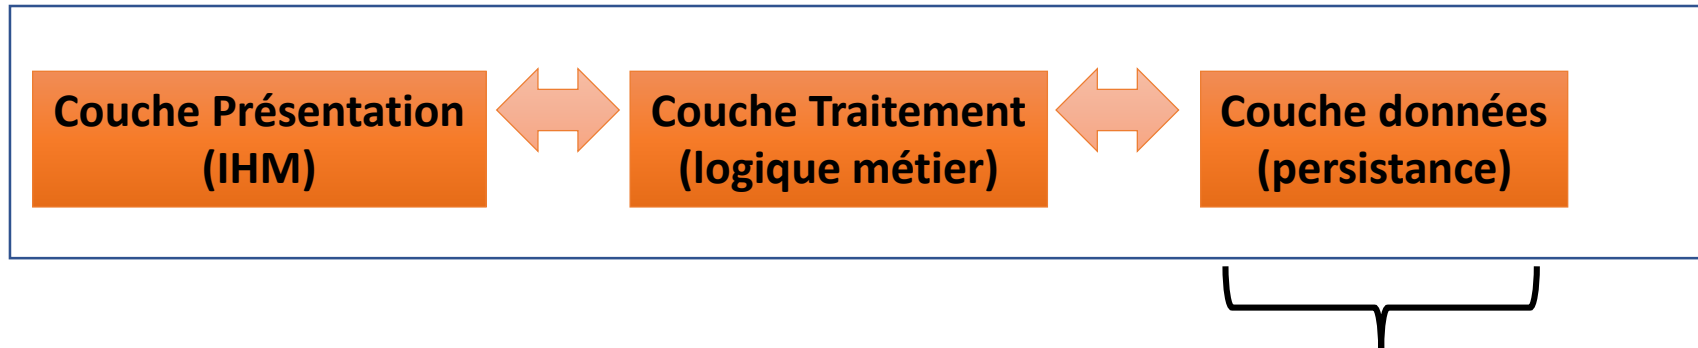 Couche Présentation
(IHM)
Couche Traitement
(logique métier)
Couche données
(persistance)